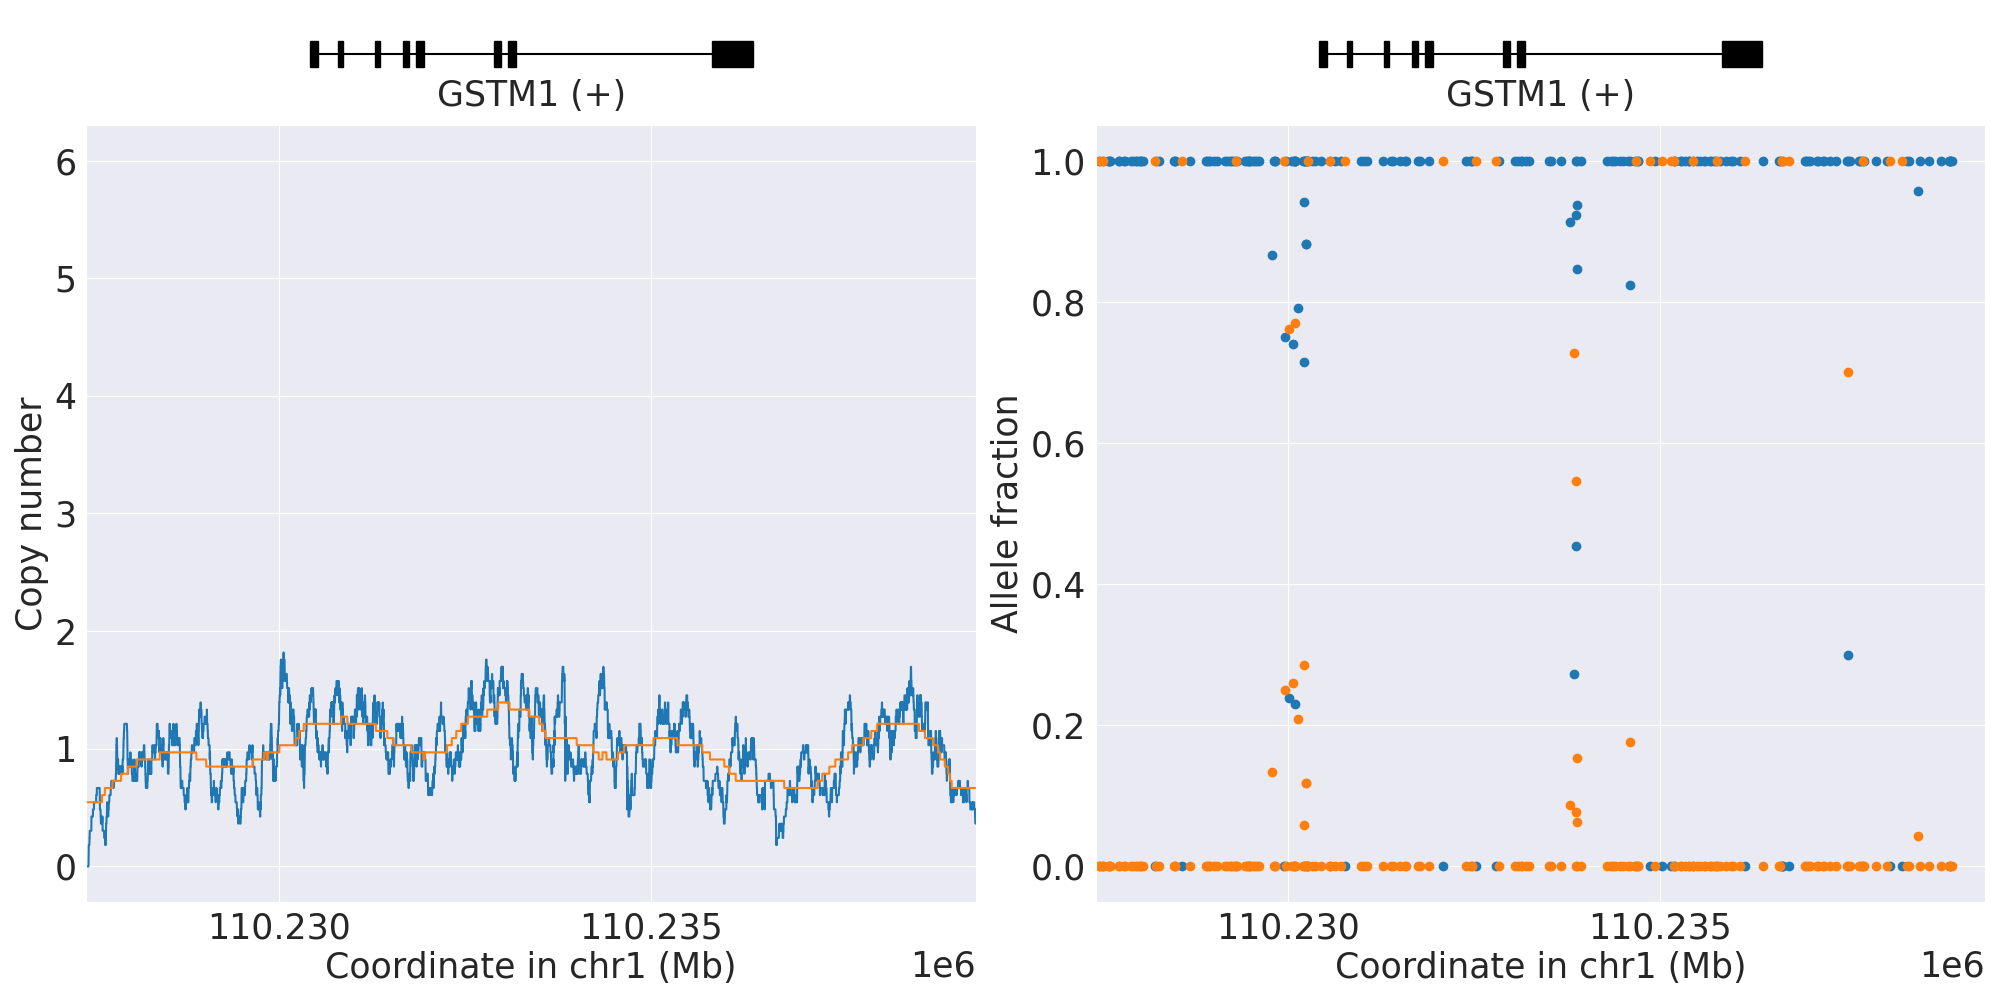 GSTM1 (+)
6
5
4
3
2
1
0
Copy number
110.230
110.235
Coordinate in chr1 (Mb)
1e6
GSTM1 (+)
1.0
0.8
0.6
0.4
0.2
0.0
Allele fraction
110.230
110.235
Coordinate in chr1 (Mb)
1e6